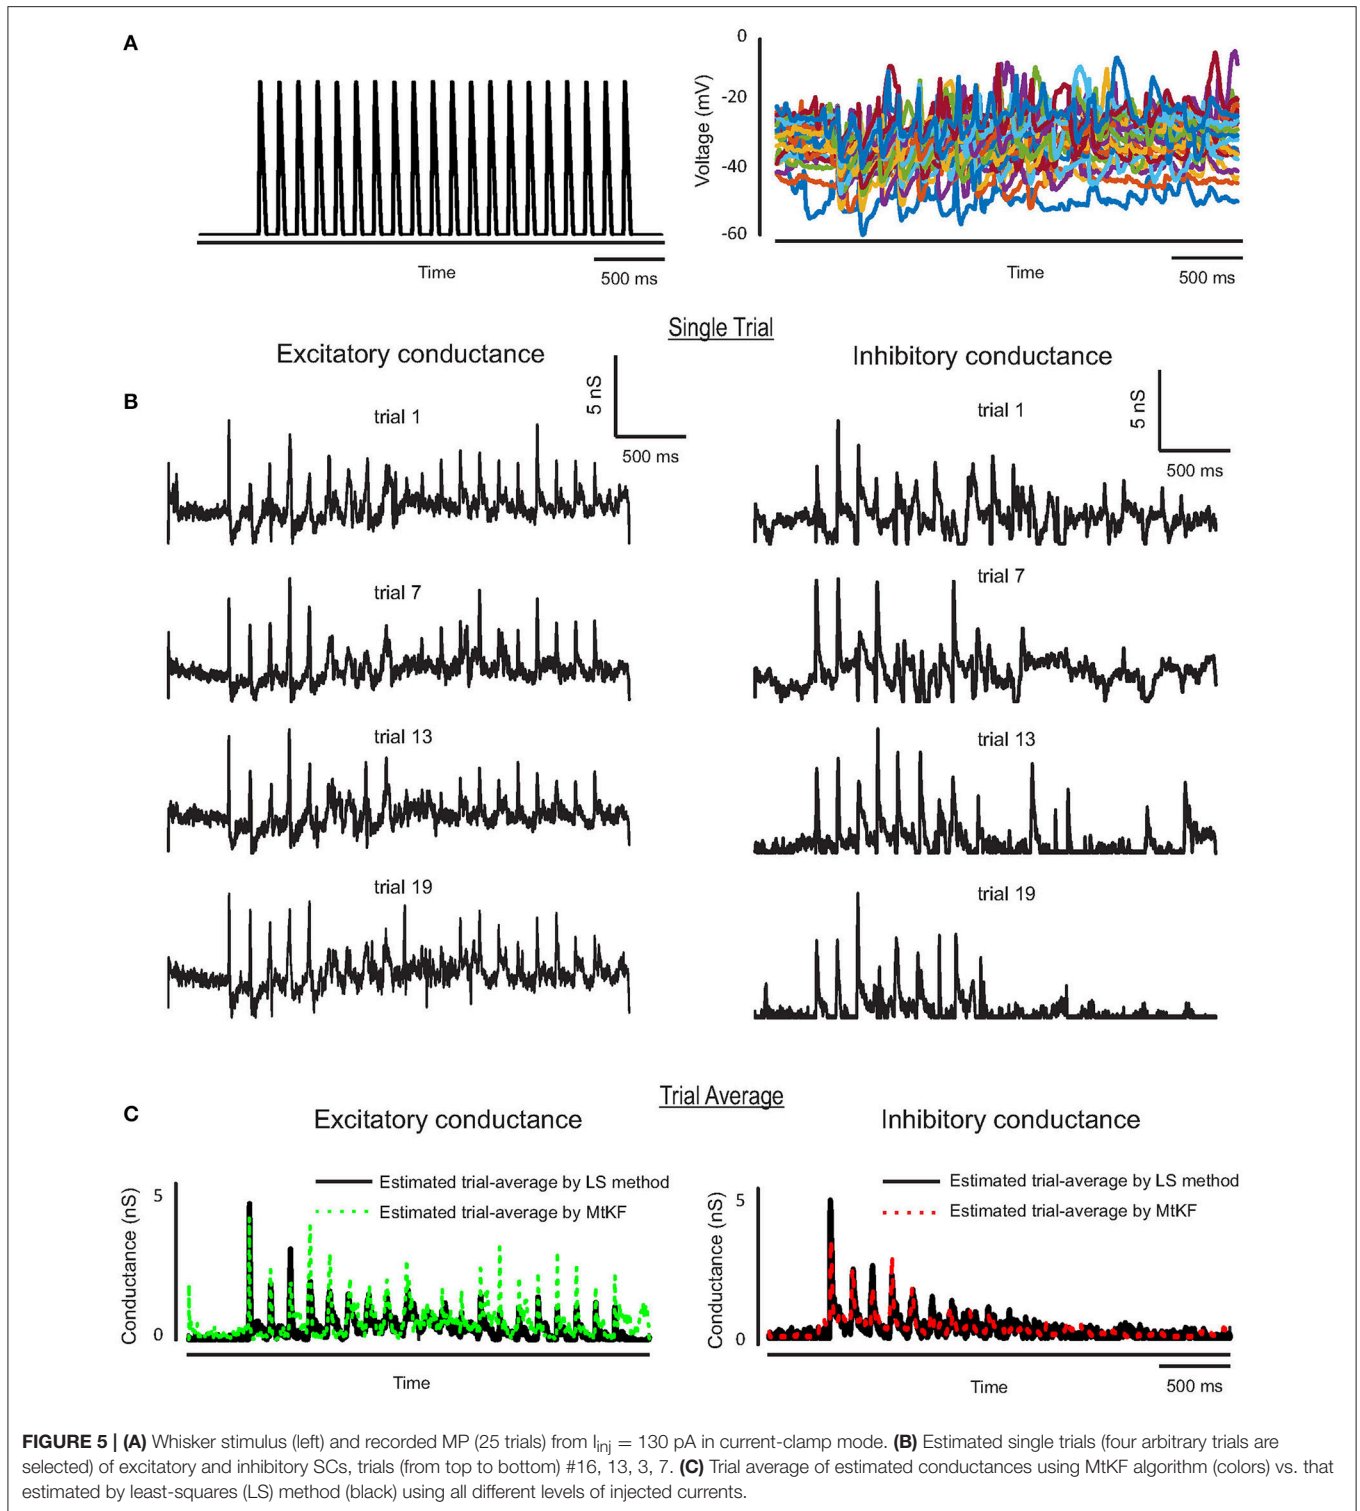 A
0
-20
-40
-60
Voltage (mV)
Time
500 ms
Time
500 ms
Single Trial
Excitatory conductance
Inhibitory conductance
B
5 nS
500 ms
5 nS
500 ms
trial 1
trial 1
trial 7
trial 7
trial 13
trial 13
trial 19
trial 19
Trial Average
C
Excitatory conductance
Inhibitory conductance
Conductance (nS)
5
0
Estimated trial-average by LS method
Estimated trial-average by MtKF
Time
Conductance (nS)
5
0
Estimated trial-average by LS method
Estimated trial-average by MtKF
Time
500 ms
FIGURE 5 | (A) Whisker stimulus (left) and recorded MP (25 trials) from Iinj = 130 pA in current-clamp mode. (B) Estimated single trials (four arbitrary trials are
selected) of excitatory and inhibitory SCs, trials (from top to bottom) #16, 13, 3, 7. (C) Trial average of estimated conductances using MtKF algorithm (colors) vs. that
estimated by least-squares (LS) method (black) using all different levels of injected currents.